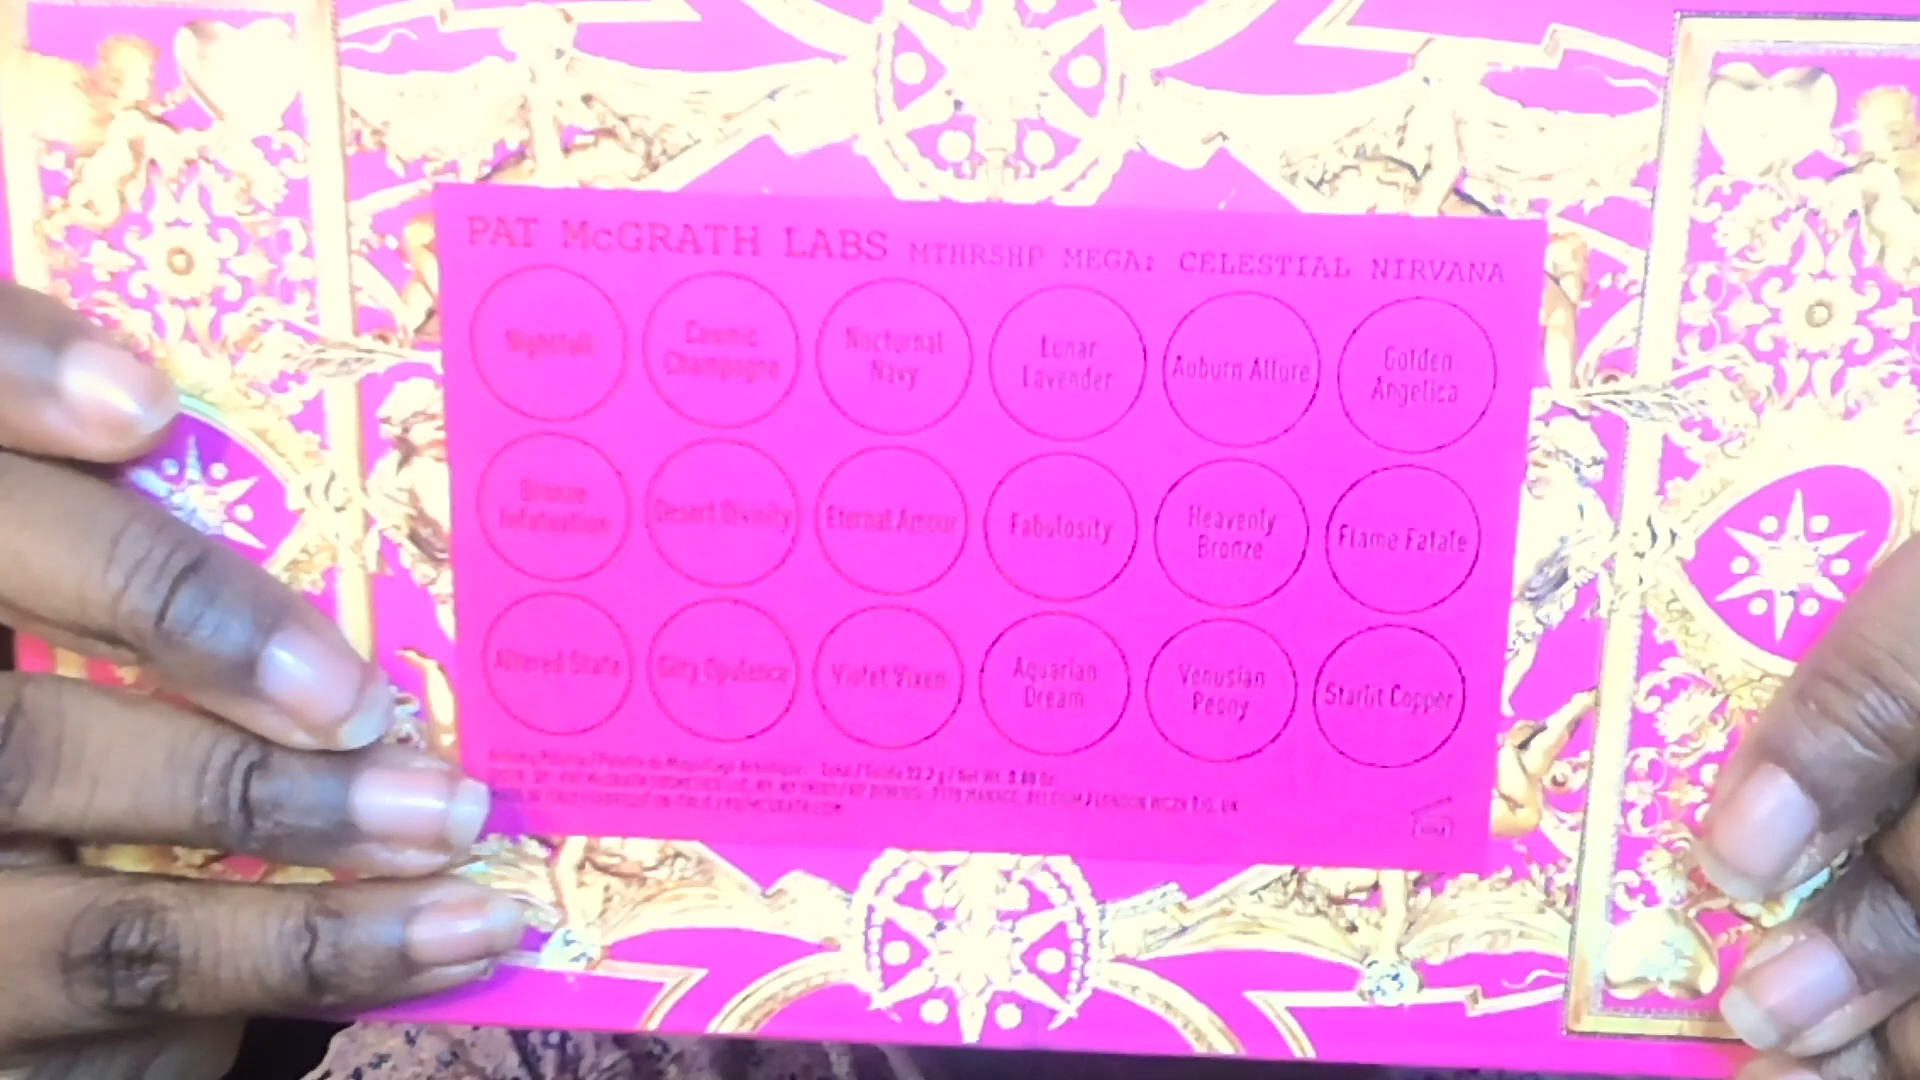 PAT McGRATH LABS MTHRSHP MEGA: CELESTIAL NIRVANA
Nightfall
Cosmic
Champagne
Nocturnal
Navy
Lunar
Lavender
Auburn Allure
Golden
Angelica
Bronze
Infatuation
Desert Divinity
Eternal Amour
Fabulosity
Heavenly
Bronze
Flame Fatale
Altered State
Gilty Opulence
Violet Vixen
Aquarian
Dream
Venusian
Peony
Starlit Copper